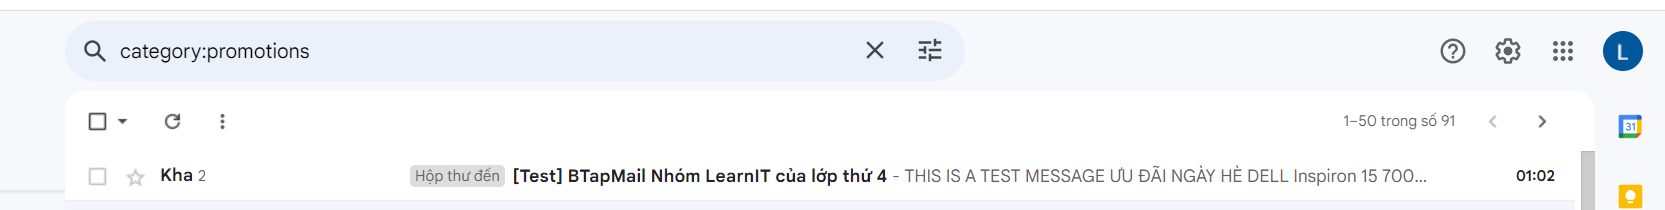 category:promotions
L
1–50 trong số 91
31
Kha 2 Hộp thư đến [Test] BTapMail Nhóm LearnIT của lớp thứ 4 - THIS IS A TEST MESSAGE ƯU ĐÃI NGÀY HÈ DELL Inspiron 15 700... 01:02